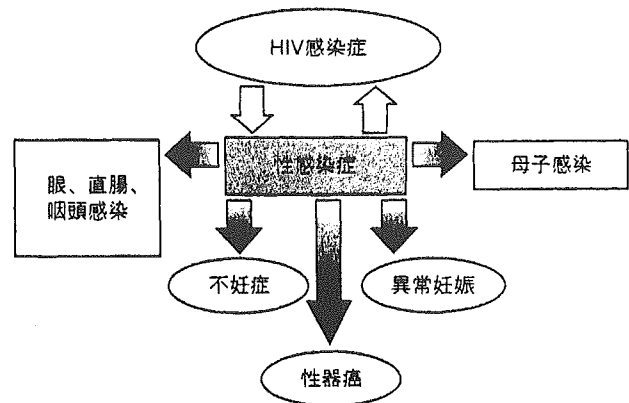 HIV感染症
性感染症
眼、直腸、
咽頭感染
母子感染
不妊症
異常妊娠
性器癌